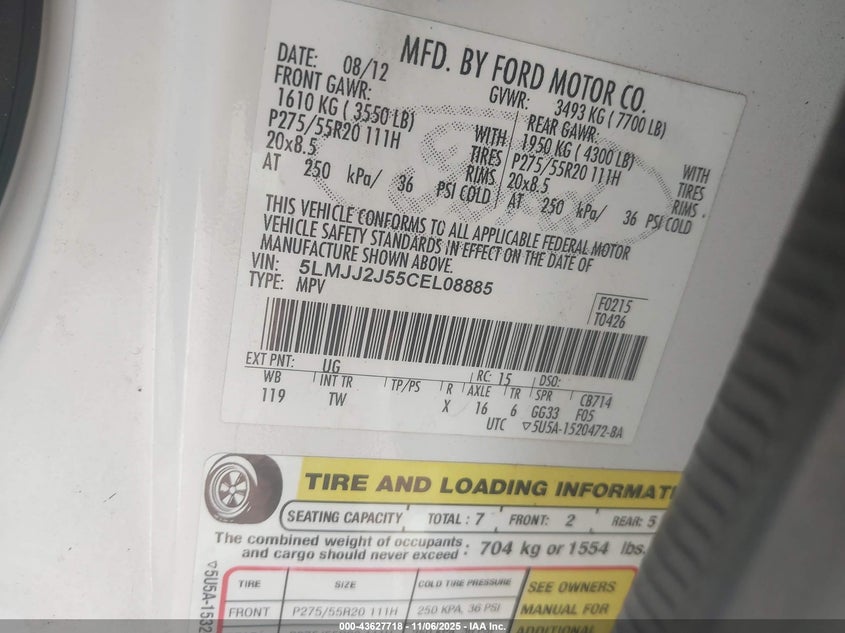 MFD. BY FORD MOTOR CO.
DATE: 08/12
GVWR: 3493 KG ( 7700 LB)
FRONT GAWR:
REAR GAWR:
1610 KG ( 3550 LB)
WITH
1950 KG ( 4300 LB)
WITH
P275/55R20 111H
TIRES
P275/55R20 111H
TIRES
20x8.5
RIMS
20x8.5
RIMS
AT 250 kPa/ 36 PSI COLD
AT 250 kPa/ 36 PSI COLD
THIS VEHICLE CONFORMS TO ALL APPLICABLE FEDERAL MOTOR
VEHICLE SAFETY STANDARDS IN EFFECT ON THE DATE OF
MANUFACTURE SHOWN ABOVE.
VIN: 5LMJJ2J55CEL08885
TYPE: MPV
F0215
T0426
EXT PNT: UG
RC: 15 DSO:
WB INT TR TP/PS R AXLE TR SPR CB714
119 TW X 16 6 GG33 F05
UTC ▽5U5A-1520472-BA
TIRE AND LOADING INFORMATI
SEATING CAPACITY TOTAL : 7 FRONT: 2 REAR: 5
The combined weight of occupants
and cargo should never exceed : 704 kg or 1554 lbs.
▽5U5A-1532
TIRE SIZE COLD TIRE PRESSURE SEE OWNERS
FRONT P275/55R20 111H 250 KPA, 36 PSI MANUAL FOR
ADDITIONAL
000-43627718 - 11/06/2025 - IAA Inc.